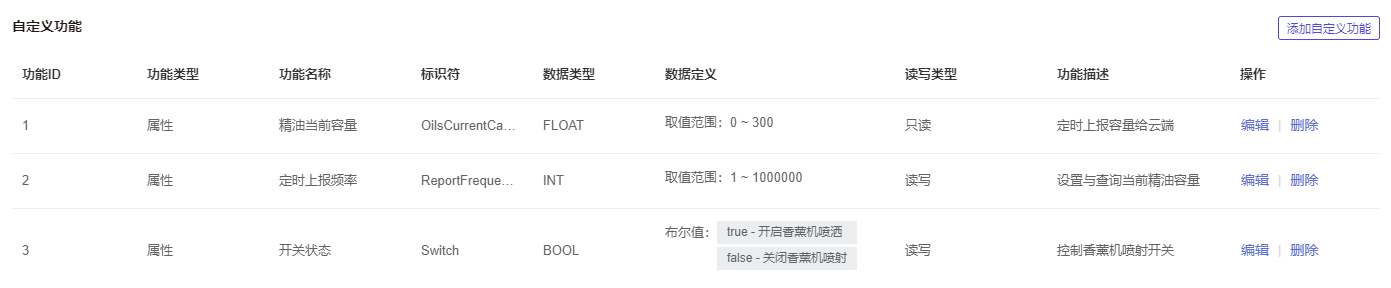 自定义功能
添加自定义功能
功能ID 功能类型 功能名称 标识符 数据类型 数据定义 读写类型 功能描述 操作
1 属性 精油当前容量 OilsCurrentCa... FLOAT 取值范围：0 ~ 300 只读 定时上报容量给云端 编辑 | 删除
2 属性 定时上报频率 ReportFreque... INT 取值范围：1 ~ 1000000 读写 设置与查询当前精油容量 编辑 | 删除
3 属性 开关状态 Switch BOOL 布尔值： true - 开启香薰机喷洒 读写 控制香薰机喷射开关 编辑 | 删除
false - 关闭香薰机喷射